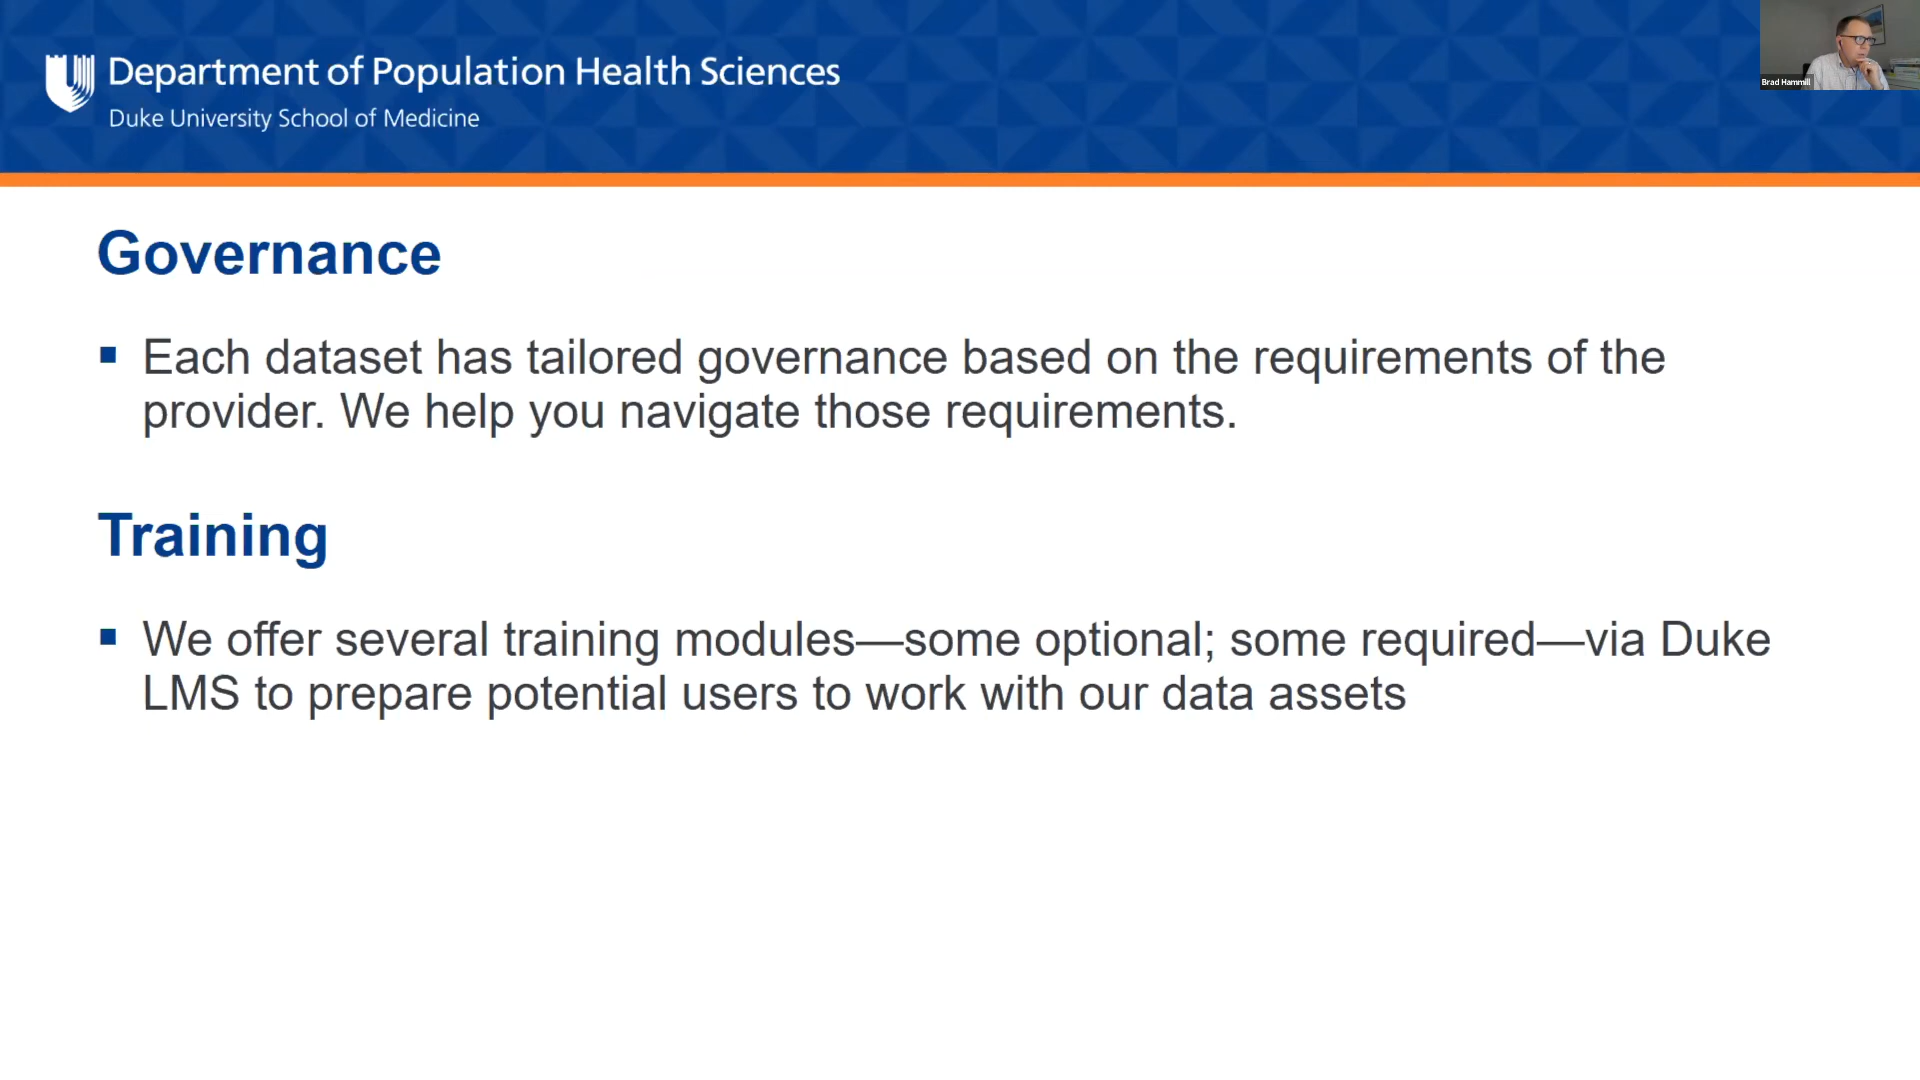 Department of Population Health Sciences
Duke University School of Medicine
Brad Hammill
Governance
▪ Each dataset has tailored governance based on the requirements of the
provider. We help you navigate those requirements.
Training
▪ We offer several training modules—some optional; some required—via Duke
LMS to prepare potential users to work with our data assets